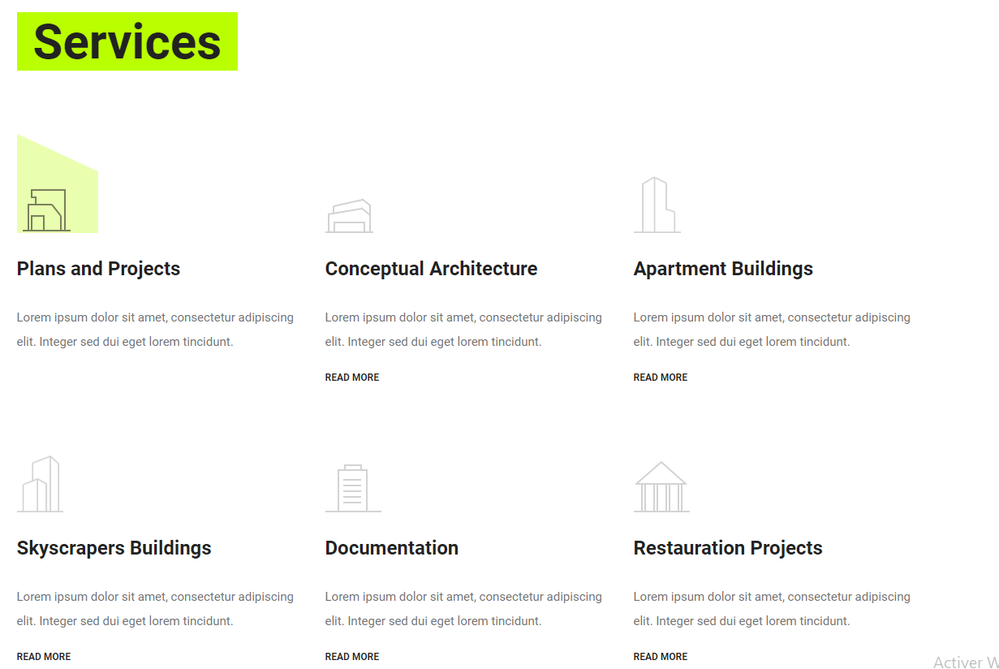 Services
Plans and Projects
Lorem ipsum dolor sit amet, consectetur adipiscing
elit. Integer sed dui eget lorem tincidunt.
Conceptual Architecture
Lorem ipsum dolor sit amet, consectetur adipiscing
elit. Integer sed dui eget lorem tincidunt.
READ MORE
Apartment Buildings
Lorem ipsum dolor sit amet, consectetur adipiscing
elit. Integer sed dui eget lorem tincidunt.
READ MORE
Skyscrapers Buildings
Lorem ipsum dolor sit amet, consectetur adipiscing
elit. Integer sed dui eget lorem tincidunt.
READ MORE
Documentation
Lorem ipsum dolor sit amet, consectetur adipiscing
elit. Integer sed dui eget lorem tincidunt.
READ MORE
Restauration Projects
Lorem ipsum dolor sit amet, consectetur adipiscing
elit. Integer sed dui eget lorem tincidunt.
READ MORE
Activer